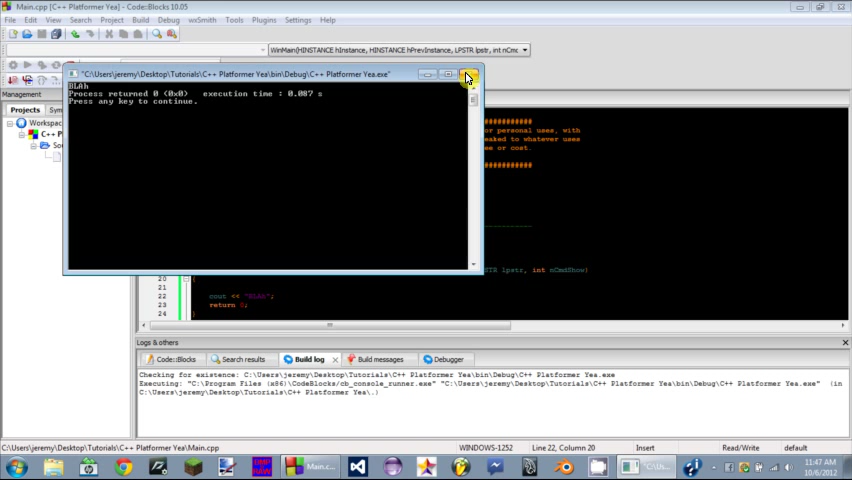 Main.cpp [C++ Platformer Yea] - Code::Blocks 10.05
File Edit View Search Project Build Debug wxSmith Tools Plugins Settings Help
WinMain(HINSTANCE hInstance, HINSTANCE hPrevInstance, LPSTR lpstr, int nCmc
"C:\Users\jeremy\Desktop\Tutorials\C++ Platformer Yea\bin\Debug\C++ Platformer Yea.exe"
BLAh
Process returned 0 (0x0) execution time : 0.087 s
Press any key to continue.
Management
Projects Sym
Workspac
C++ P
Sou
############
or personal uses, with
eaked to whatever uses
ee or cost.
############
STR lpstr, int nCmdShow)
20 {
21
22 cout << "BLAh";
23 return 0;
24 }
Logs & others
Code::Blocks Search results Build log Build messages Debugger
Checking for existence: C:\Users\jeremy\Desktop\Tutorials\C++ Platformer Yea\bin\Debug\C++ Platformer Yea.exe
Executing: "C:\Program Files (x86)\CodeBlocks/cb_console_runner.exe" "C:\Users\jeremy\Desktop\Tutorials\C++ Platformer Yea\bin\Debug\C++ Platformer Yea.exe" (in
C:\Users\jeremy\Desktop\Tutorials\C++ Platformer Yea\.)
C:\Users\jeremy\Desktop\Tutorials\C++ Platformer Yea\Main.cpp WINDOWS-1252 Line 22, Column 20 Insert Read/Write default
Main.c... "C:\Us...
11:47 AM
10/6/2012